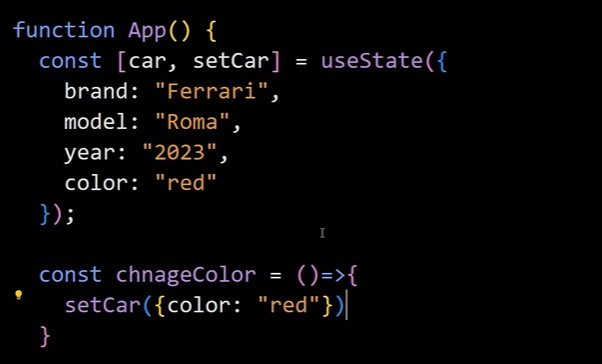 function App() {
  const [car, setCar] = useState({
    brand: "Ferrari",
    model: "Roma",
    year: "2023",
    color: "red"
  });

  const chnageColor = ()=>{
    setCar({color: "red"})
  }